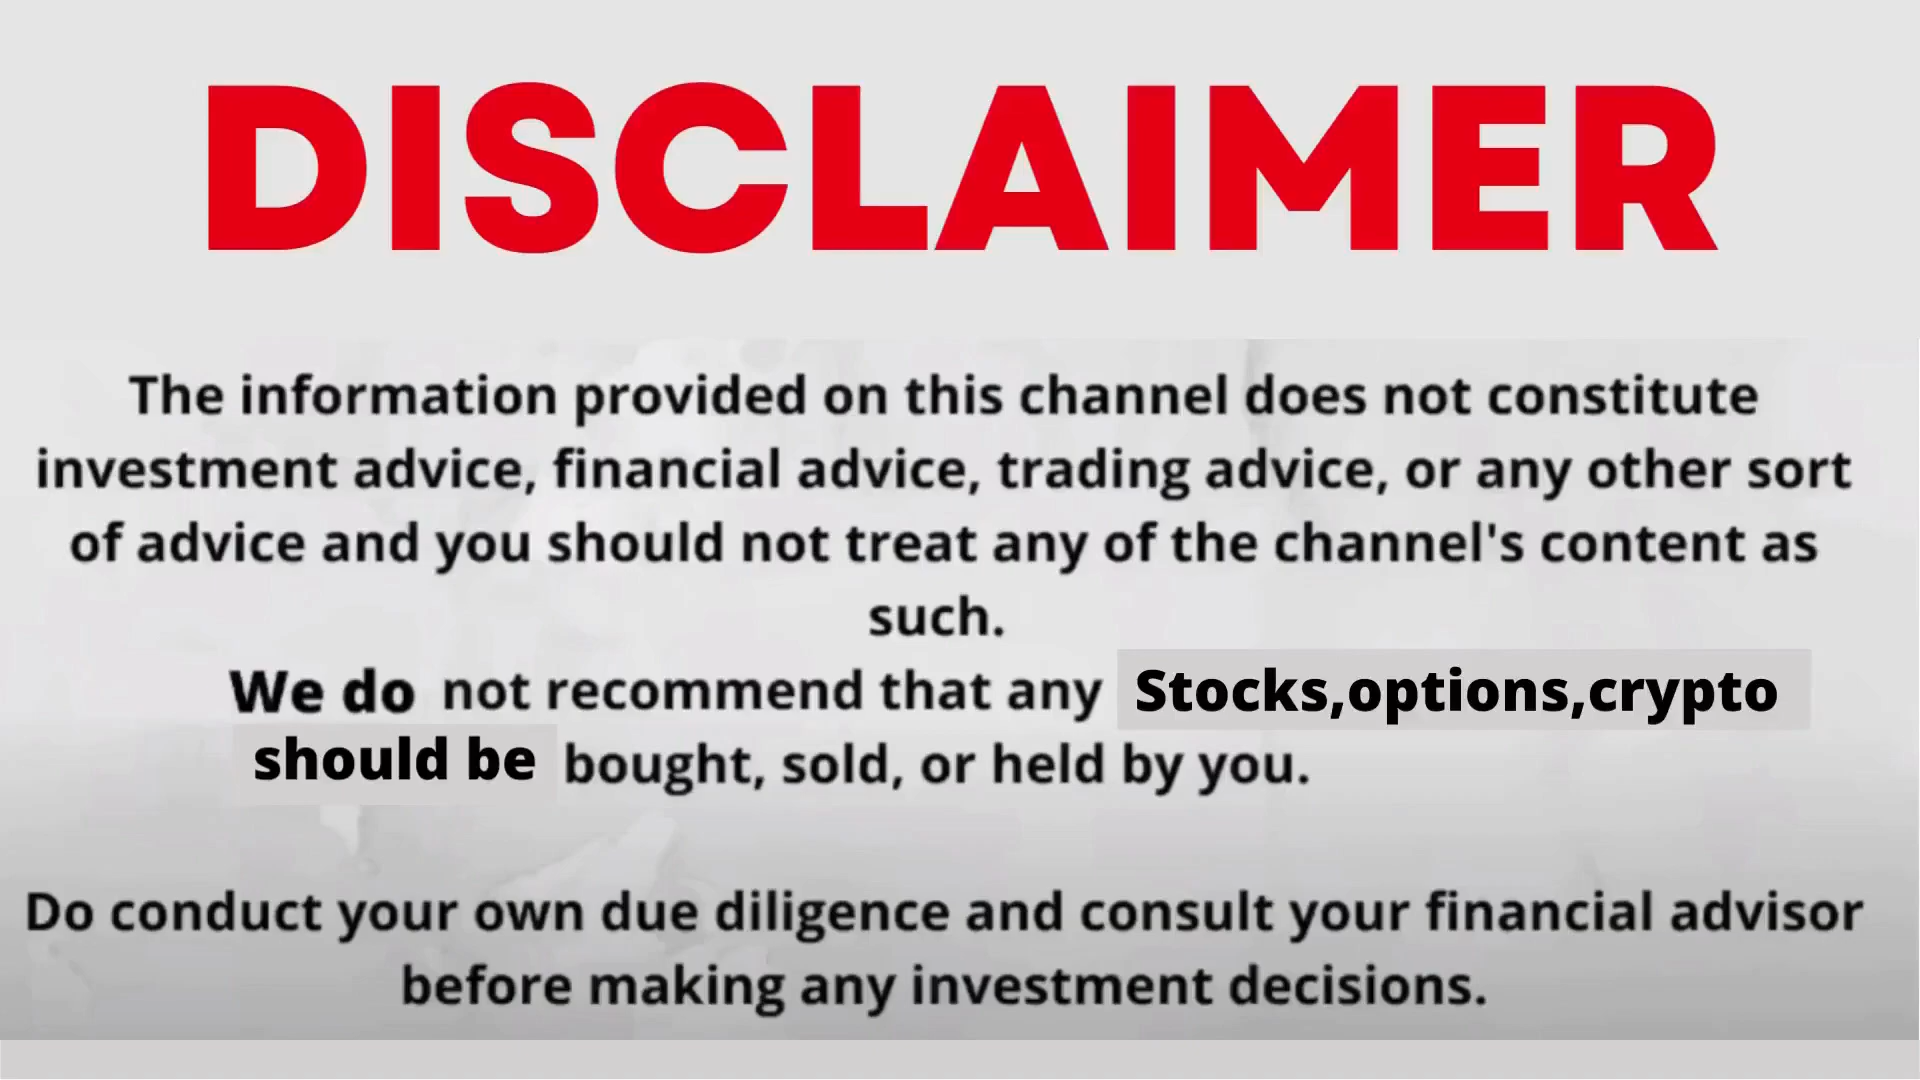 DISCLAIMER
The information provided on this channel does not constitute
investment advice, financial advice, trading advice, or any other sort
of advice and you should not treat any of the channel's content as
such.
We do not recommend that any Stocks,options,crypto
should be bought, sold, or held by you.
Do conduct your own due diligence and consult your financial advisor
before making any investment decisions.